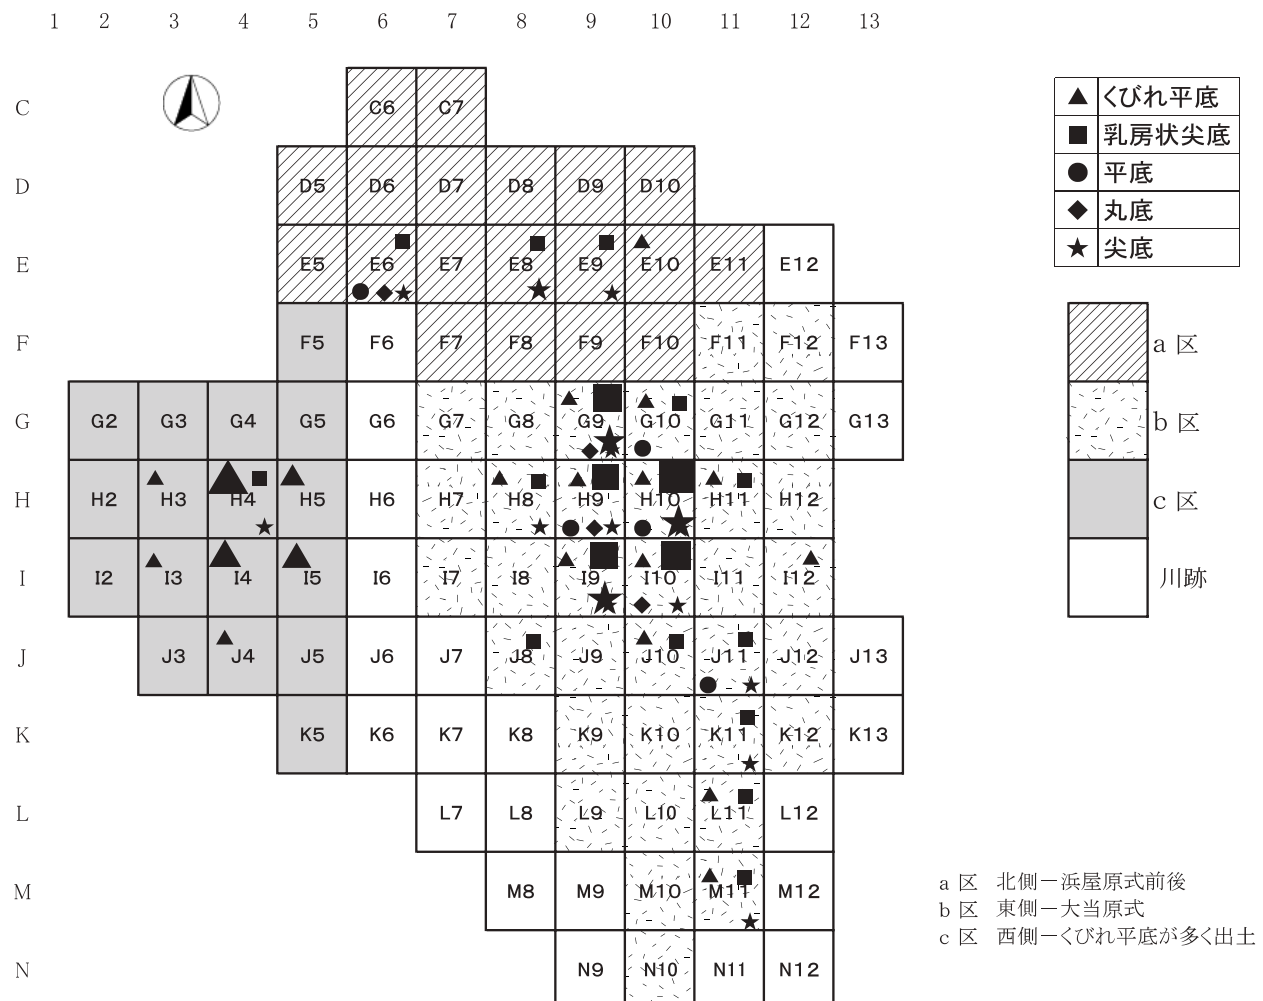 1 2 3 4 5 6 7 8 9 10 11 12 13
C C6 C7
D D5 D6 D7 D8 D9 D10
E E5 E6 E7 E8 E9 E10 E11 E12
F F5 F6 F7 F8 F9 F10 F11 F12 F13
G G2 G3 G4 G5 G6 G7 G8 G9 G10 G11 G12 G13
H H2 H3 H4 H5 H6 H7 H8 H9 H10 H11 H12
I I2 I3 I4 I5 I6 I7 I8 I9 I10 I11 I12
J J3 J4 J5 J6 J7 J8 J9 J10 J11 J12 J13
K K5 K6 K7 K8 K9 K10 K11 K12 K13
L L7 L8 L9 L10 L11 L12
M M8 M9 M10 M11 M12
N N9 N10 N11 N12
くびれ平底
乳房状尖底
平底
丸底
尖底
a 区
b 区
c 区
川跡
a 区 北側－浜屋原式前後
b 区 東側－大当原式
c 区 西側－くびれ平底が多く出土